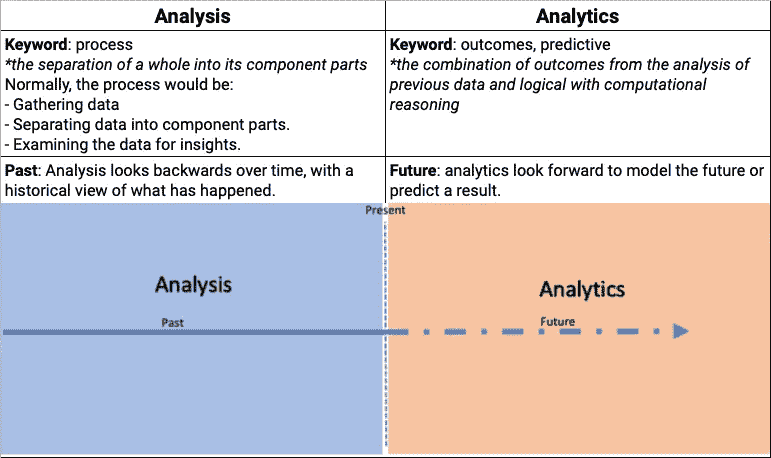 Analysis
Analytics
Keyword: process
*the separation of a whole into its component parts
Normally, the process would be:
- Gathering data
- Separating data into component parts.
- Examining the data for insights.
Keyword: outcomes, predictive
*the combination of outcomes from the analysis of
previous data and logical with computational
reasoning
Past: Analysis looks backwards over time, with a
historical view of what has happened.
Future: analytics look forward to model the future or
predict a result.
Present
Analysis
Analytics
Past
Future